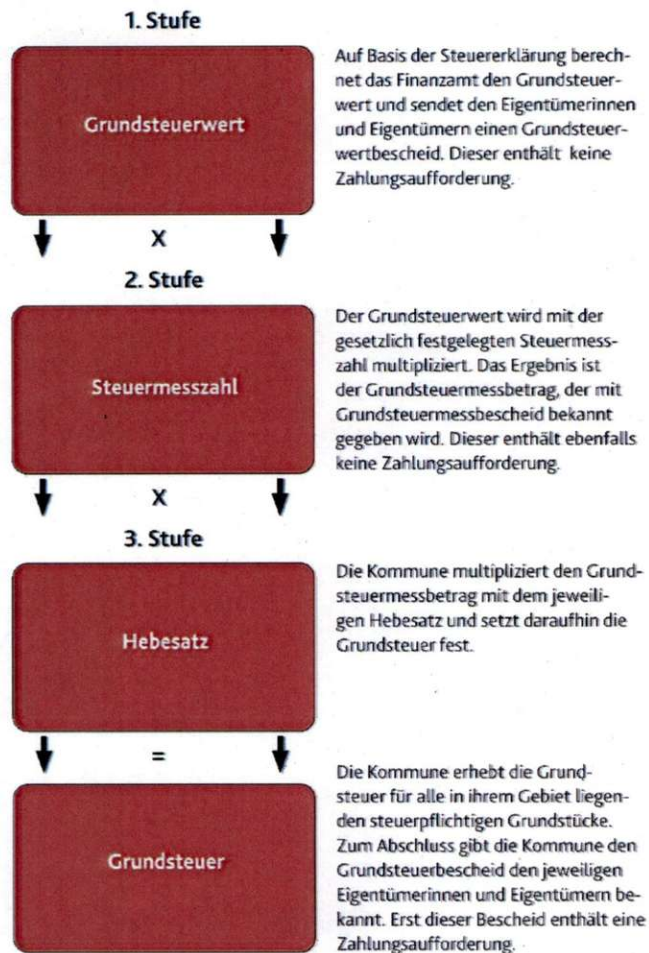 1. Stufe
Grundsteuerwert
Auf Basis der Steuererklärung berech-
net das Finanzamt den Grundsteuer-
wert und sendet den Eigentümerinnen
und Eigentümern einen Grundsteuer-
wertbescheid. Dieser enthält keine
Zahlungsaufforderung.
X
2. Stufe
Steuermesszahl
Der Grundsteuerwert wird mit der
gesetzlich festgelegten Steuermess-
zahl multipliziert. Das Ergebnis ist
der Grundsteuermessbetrag, der mit
Grundsteuermessbescheid bekannt
gegeben wird. Dieser enthält ebenfalls
keine Zahlungsaufforderung.
X
3. Stufe
Hebesatz
Die Kommune multipliziert den Grund-
steuermessbetrag mit dem jeweili-
gen Hebesatz und setzt daraufhin die
Grundsteuer fest.
=
Grundsteuer
Die Kommune erhebt die Grund-
steuer für alle in ihrem Gebiet liegen-
den steuerpflichtigen Grundstücke.
Zum Abschluss gibt die Kommune den
Grundsteuerbescheid den jeweiligen
Eigentümerinnen und Eigentümern be-
kannt. Erst dieser Bescheid enthält eine
Zahlungsaufforderung.